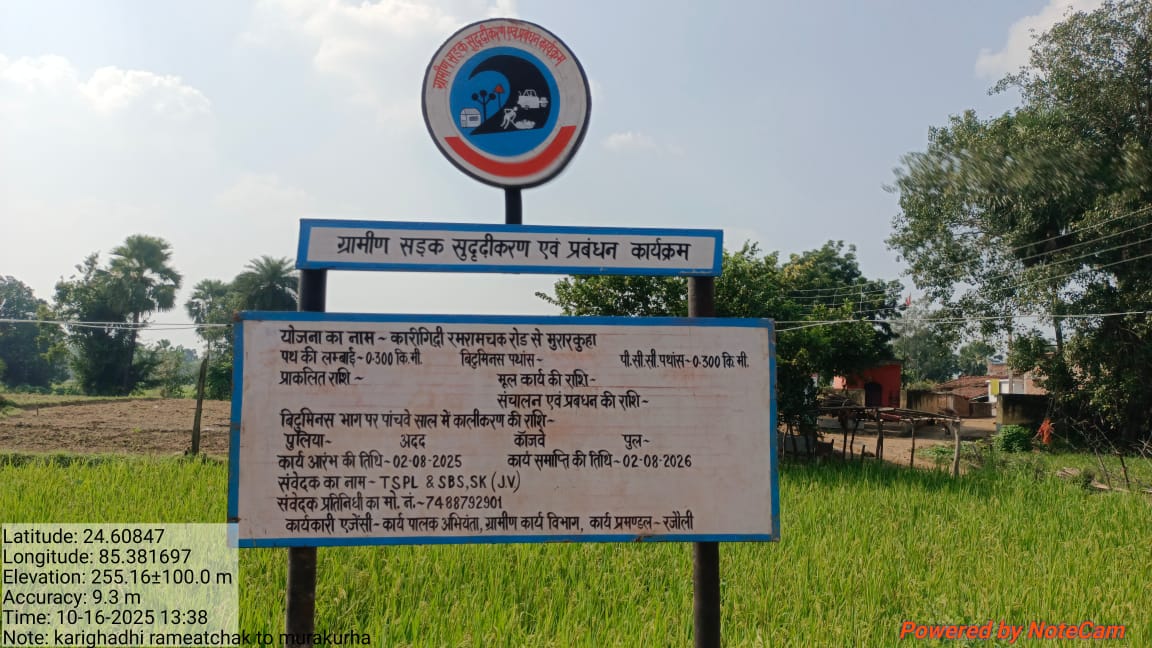 ग्रामीण सड़क सुदृढीकरण एवं प्रबंधन कार्यक्रम
ग्रामीण सड़क सुदृढीकरण एवं प्रबंधन कार्यक्रम
योजना का नाम ~ कारीगिद्दी रमरामचक रोड से मुरारकुहा
पथ की लम्बाई- 0.300 कि.मी. बिटुमिनस पथांस- पी.सी.सी. पथांस~ 0.300 कि.मी.
प्राकलित राशि ~ मूल कार्य की राशि-
संचालन एवं प्रबधन की राशि~
बिटुमिनस भाग पर पांचवे साल में कालीकरण की राशि-
पुलिया~ अदद कॉजवे पुल~
कार्य आरंभ की तिथि~ 02-08-2025 कार्य समाप्ति की तिथि~ 02-08-2026
संवेदक का नाम~ TSPL & SBS,SK (J.V)
संवेदक प्रतिनिधी का मो. नं.~ 7488792901
कार्यकारी एजेंसी- कार्य पालक अभियंता, ग्रामीण कार्य विभाग, कार्य प्रमण्डल~ रजौली
Latitude: 24.60847
Longitude: 85.381697
Elevation: 255.16±100.0 m
Accuracy: 9.3 m
Time: 10-16-2025 13:38
Note: karighadhi rameatchak to murakurha
Powered by NoteCam